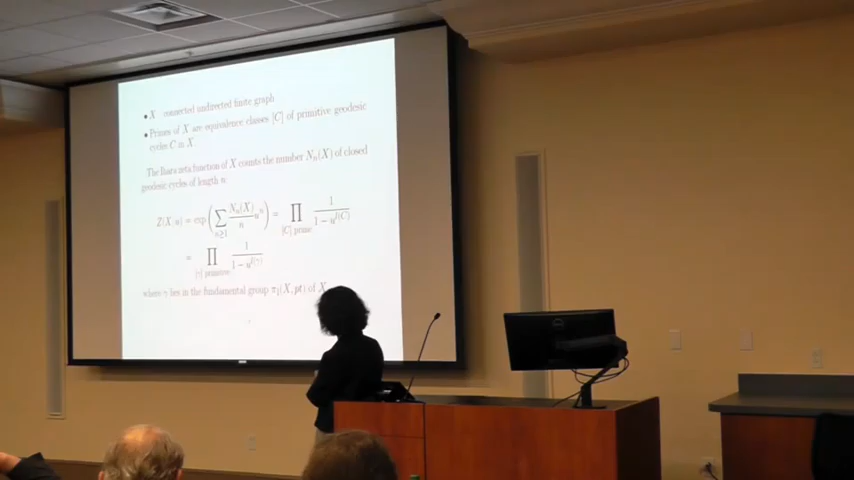 • X connected undirected finite graph
• Primes of X are equivalence classes [C] of primitive geodesic
cycles C in X.
The Ihara zeta function of X counts the number N_n(X) of closed
geodesic cycles of length n:
Z(X; u) = exp(∑_{n≥1} N_n(X)/n u^n) = ∏_{[C] prime} 1/(1 − u^{l(C)})
= ∏_{[γ] primitive} 1/(1 − u^{l(γ)})
where γ lies in the fundamental group π_1(X, pt) of X